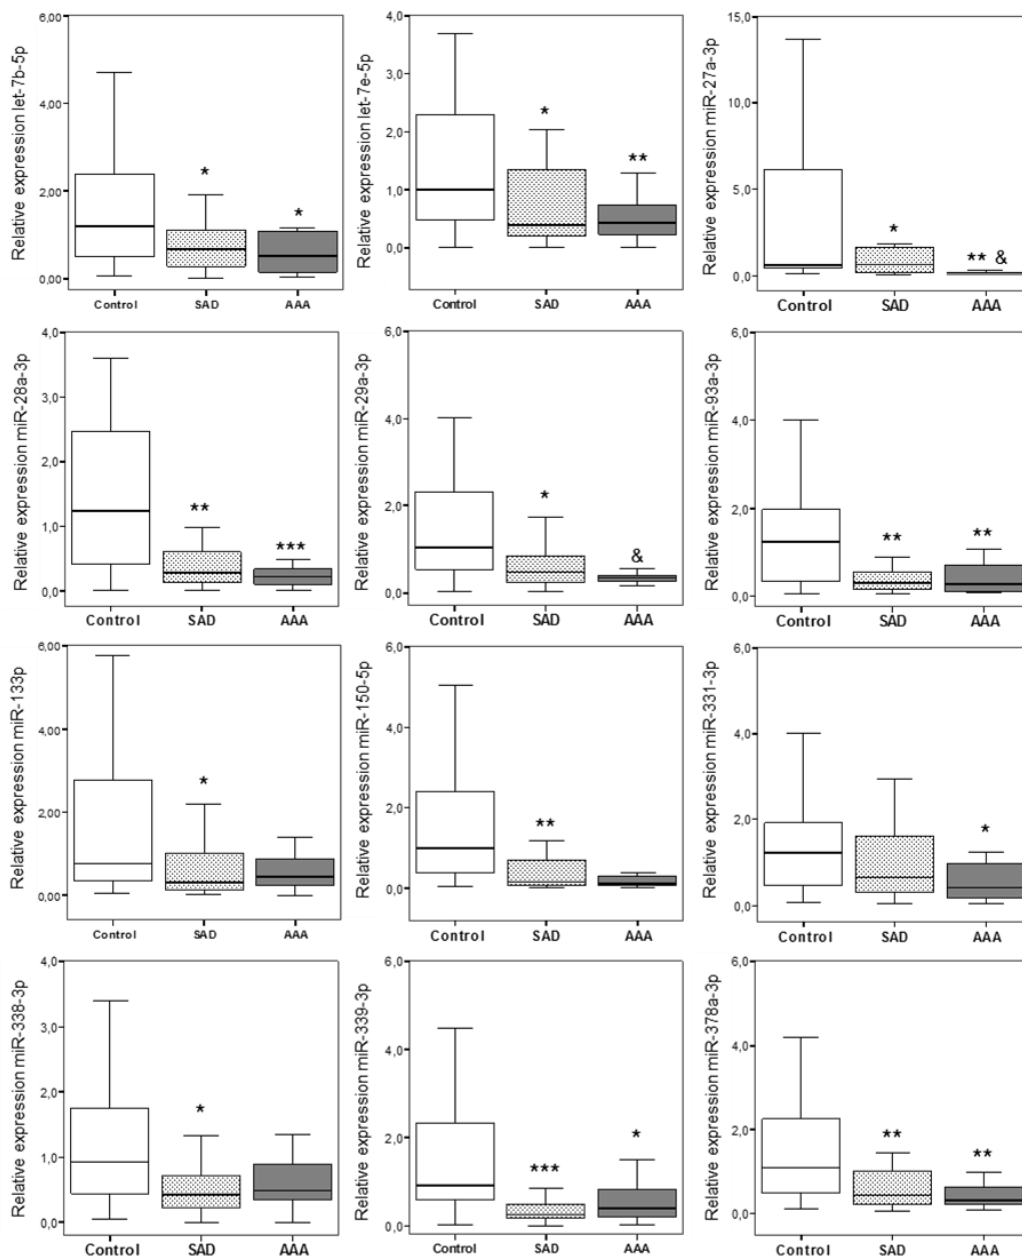 Relative expression let-7b-5p
6,00
4,00
2,00
0,00
*
*
Control SAD AAA
Relative expression let-7e-5p
4,0
3,0
2,0
1,0
0,0
*
**
Control SAD AAA
Relative expression miR-27a-3p
15,0
10,0
5,0
0,0
*
** &
Control SAD AAA
Relative expression miR-28a-3p
4,0
3,0
2,0
1,0
0,0
**
***
Control SAD AAA
Relative expression miR-29a-3p
6,0
4,0
2,0
0,0
*
&
Control SAD AAA
Relative expression miR-93a-3p
6,0
4,0
2,0
0,0
**
**
Control SAD AAA
Relative expression miR-133p
6,00
4,00
2,00
0,00
*
Control SAD AAA
Relative expression miR-150-5p
6,0
4,0
2,0
0,0
**
Control SAD AAA
Relative expression miR-331-3p
6,0
4,0
2,0
0,0
*
Control SAD AAA
Relative expression miR-338-3p
4,0
3,0
2,0
1,0
0,0
*
Control SAD AAA
Relative expression miR-339-3p
6,0
4,0
2,0
0,0
***
*
Control SAD AAA
Relative expression miR-378a-3p
6,0
4,0
2,0
0,0
**
**
Control SAD AAA